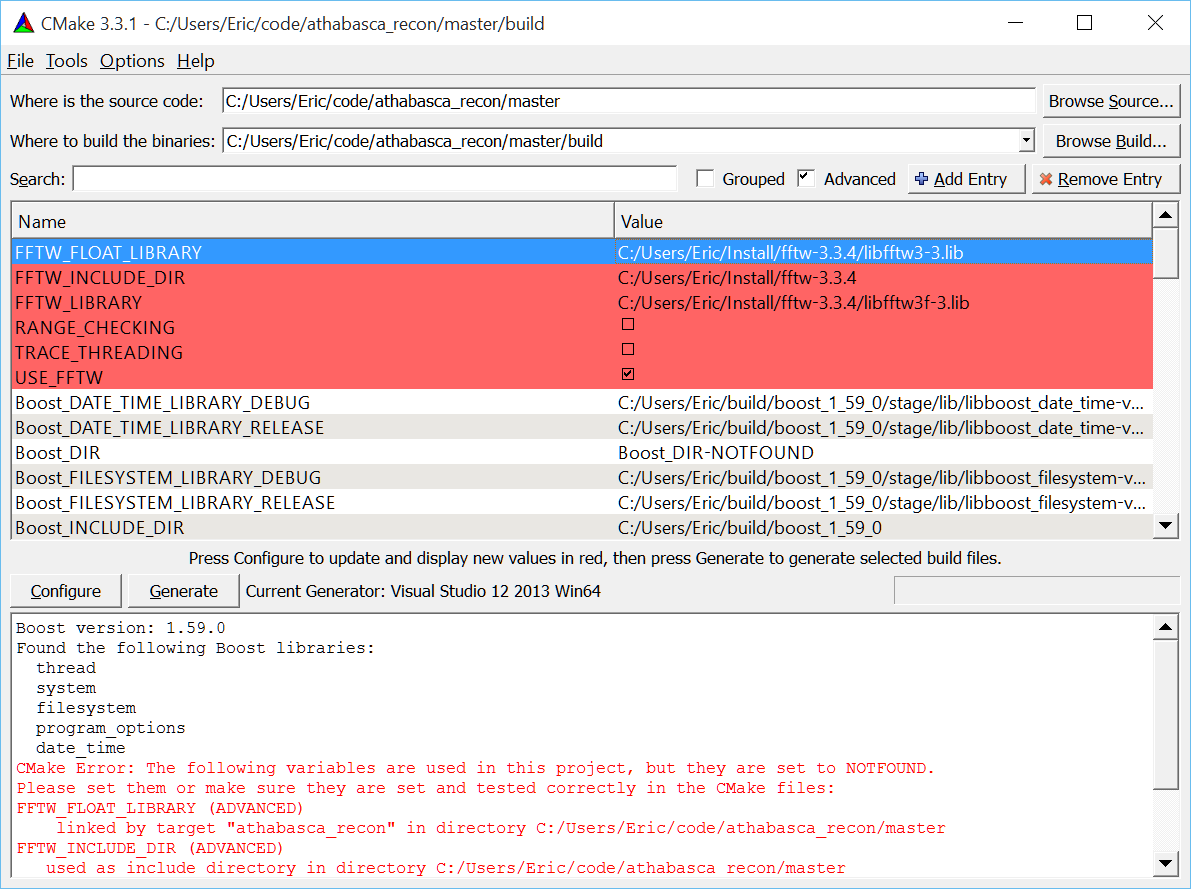 CMake 3.3.1 - C:/Users/Eric/code/athabasca_recon/master/build
File Tools Options Help
Where is the source code: C:/Users/Eric/code/athabasca_recon/master Browse Source...
Where to build the binaries: C:/Users/Eric/code/athabasca_recon/master/build Browse Build...
Search: Grouped Advanced Add Entry Remove Entry
Name Value
FFTW_FLOAT_LIBRARY C:/Users/Eric/Install/fftw-3.3.4/libfftw3-3.lib
FFTW_INCLUDE_DIR C:/Users/Eric/Install/fftw-3.3.4
FFTW_LIBRARY C:/Users/Eric/Install/fftw-3.3.4/libfftw3f-3.lib
RANGE_CHECKING
TRACE_THREADING
USE_FFTW
Boost_DATE_TIME_LIBRARY_DEBUG C:/Users/Eric/build/boost_1_59_0/stage/lib/libboost_date_time-v...
Boost_DATE_TIME_LIBRARY_RELEASE C:/Users/Eric/build/boost_1_59_0/stage/lib/libboost_date_time-v...
Boost_DIR Boost_DIR-NOTFOUND
Boost_FILESYSTEM_LIBRARY_DEBUG C:/Users/Eric/build/boost_1_59_0/stage/lib/libboost_filesystem-v...
Boost_FILESYSTEM_LIBRARY_RELEASE C:/Users/Eric/build/boost_1_59_0/stage/lib/libboost_filesystem-v...
Boost_INCLUDE_DIR C:/Users/Eric/build/boost_1_59_0
Press Configure to update and display new values in red, then press Generate to generate selected build files.
Configure Generate Current Generator: Visual Studio 12 2013 Win64
Boost version: 1.59.0
Found the following Boost libraries:
thread
system
filesystem
program_options
date_time
CMake Error: The following variables are used in this project, but they are set to NOTFOUND.
Please set them or make sure they are set and tested correctly in the CMake files:
FFTW_FLOAT_LIBRARY (ADVANCED)
linked by target "athabasca_recon" in directory C:/Users/Eric/code/athabasca_recon/master
FFTW_INCLUDE_DIR (ADVANCED)
used as include directory in directory C:/Users/Eric/code/athabasca_recon/master